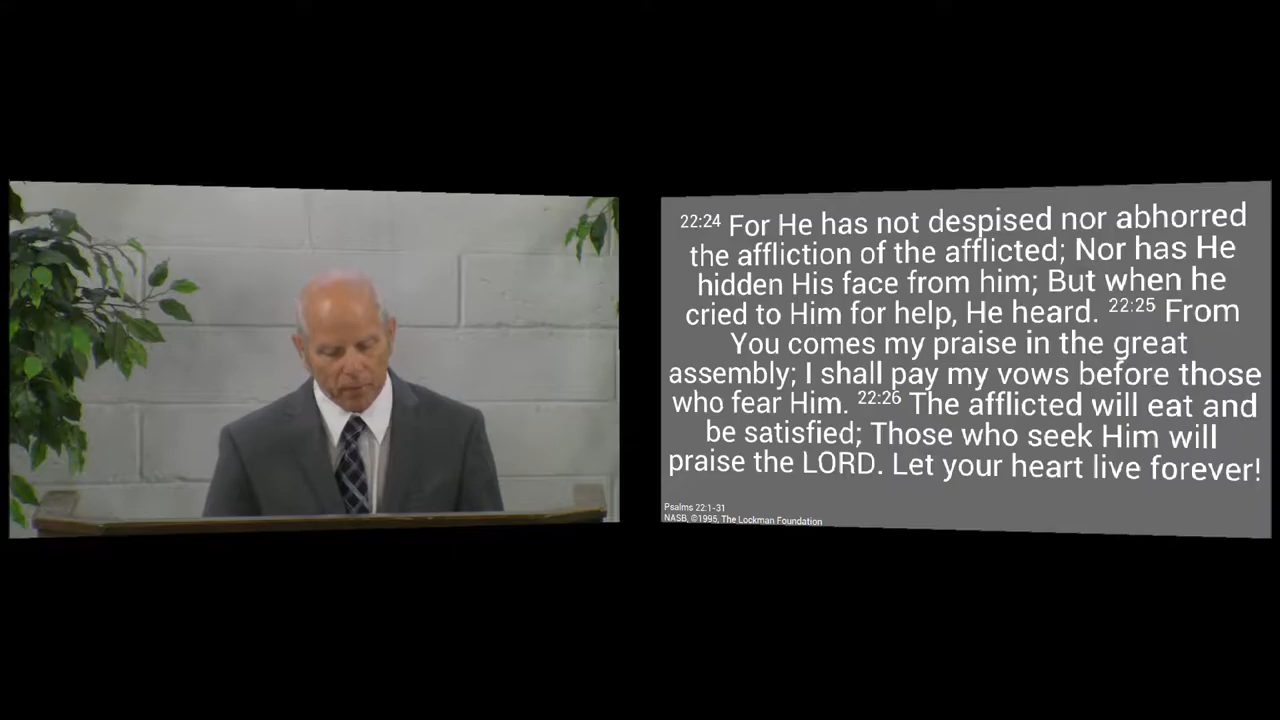 22:24 For He has not despised nor abhorred
the affliction of the afflicted; Nor has He
hidden His face from him; But when he
cried to Him for help, He heard. 22:25 From
You comes my praise in the great
assembly; I shall pay my vows before those
who fear Him. 22:26 The afflicted will eat and
be satisfied; Those who seek Him will
praise the LORD. Let your heart live forever!
Psalms 22:1-31
NASB, ©1995, The Lockman Foundation